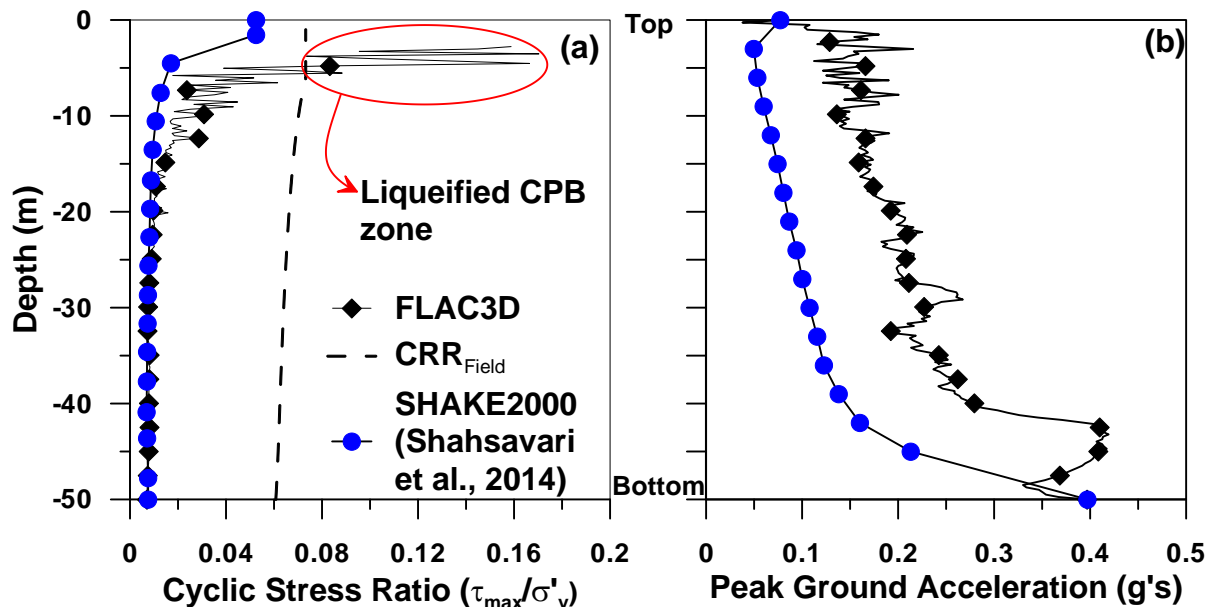 (a)
0
-10
-20
-30
-40
-50
Depth (m)
Liqueified CPB
zone
FLAC3D
CRR_Field
SHAKE2000
(Shahsavari
et al., 2014)
0 0.04 0.08 0.12 0.16 0.2
Cyclic Stress Ratio (τmax/σ'v)
(b)
Top
Bottom
0 0.1 0.2 0.3 0.4 0.5
Peak Ground Acceleration (g's)